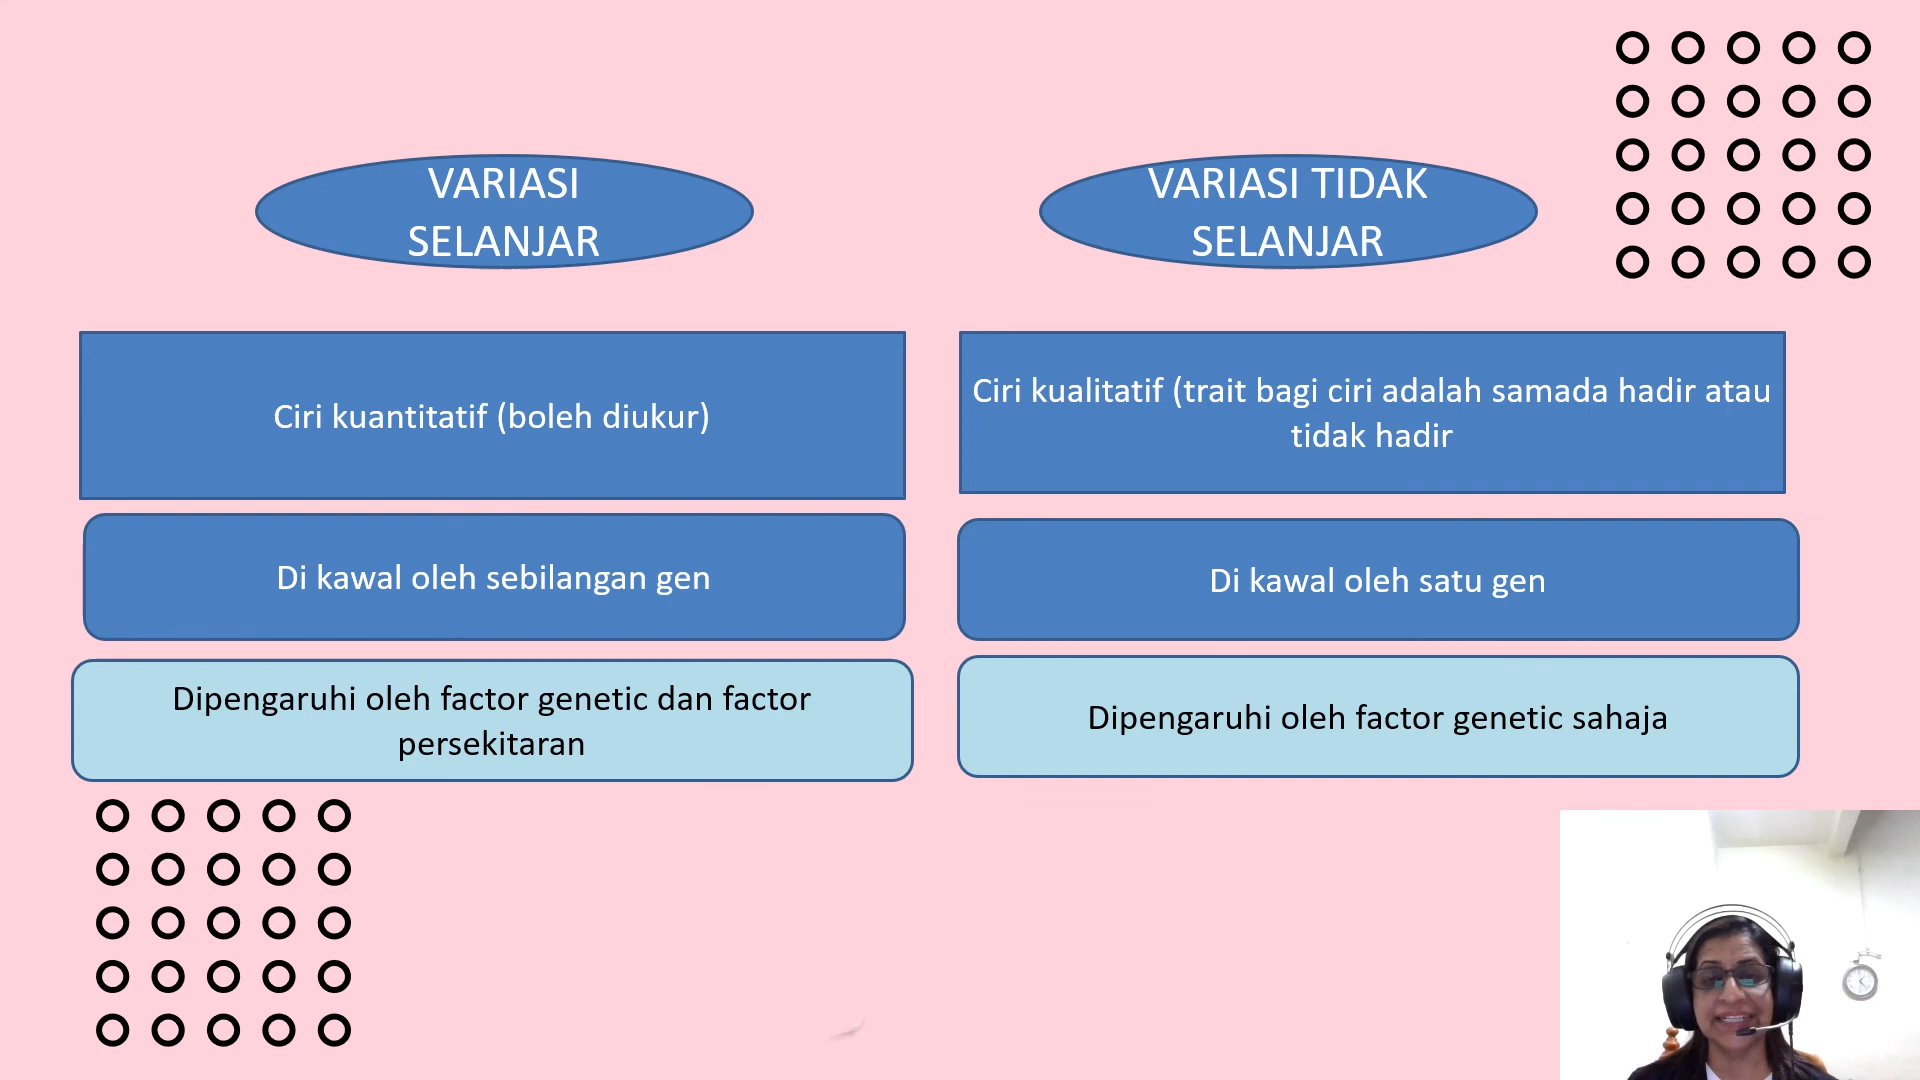 VARIASI
SELANJAR
VARIASI TIDAK
SELANJAR
Ciri kuantitatif (boleh diukur)
Ciri kualitatif (trait bagi ciri adalah samada hadir atau
tidak hadir
Di kawal oleh sebilangan gen
Di kawal oleh satu gen
Dipengaruhi oleh factor genetic dan factor
persekitaran
Dipengaruhi oleh factor genetic sahaja